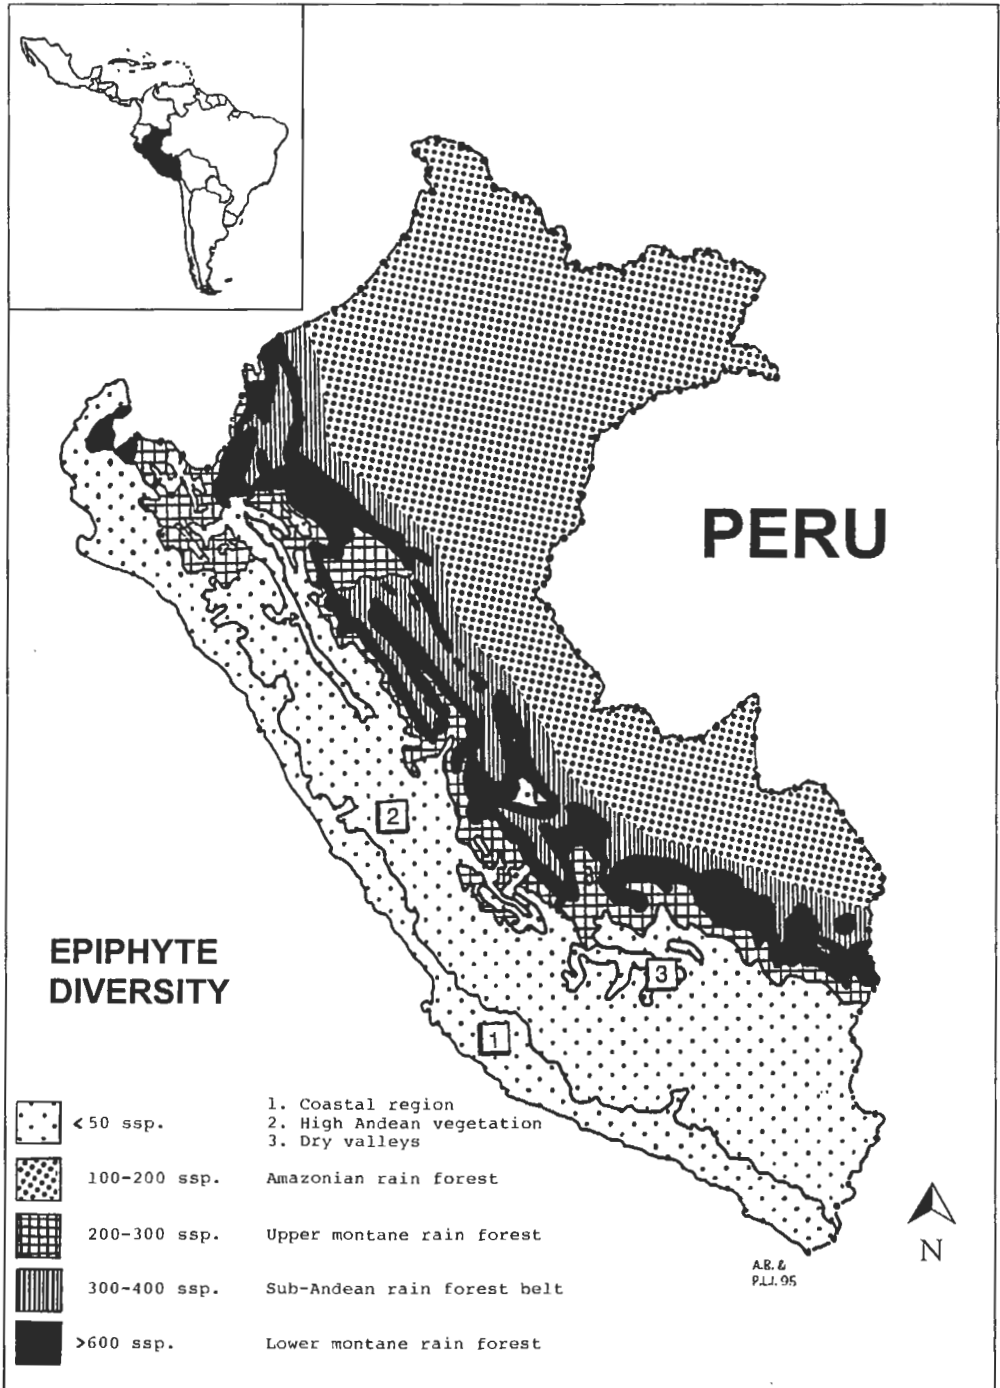 PERU
2
3
1
EPIPHYTE
DIVERSITY
<50 ssp.
1. Coastal region
2. High Andean vegetation
3. Dry valleys
100-200 ssp. Amazonian rain forest
200-300 ssp. Upper montane rain forest
300-400 ssp. Sub-Andean rain forest belt
>600 ssp. Lower montane rain forest
N
A.B. &
P.LJ. 95